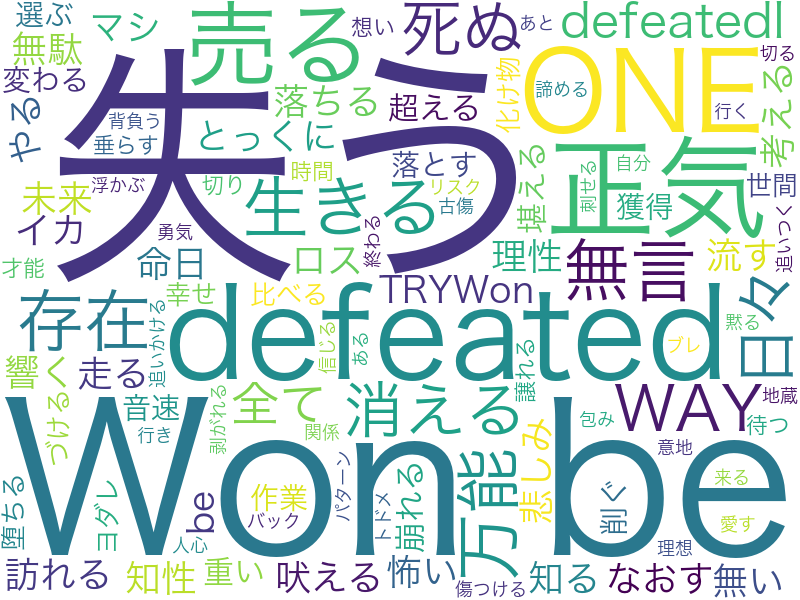 選ぶ
マシ
売る
想い
死ぬ
あと
defeatedl
無駄
失う
ONE
切る
変わる
落ちる
超える
化け物
諦める
行く
考える
やる
背負う
垂らす
とっくに
落とす
堪える
正気
自分
刺せる
世間
未来
浮かぶ
切り
時間
生きる
リスク
古傷
獲得
追いつく
イカ
勇気
命日
ロス
終わる
理性
無言
流す
才能
幸せ
比べる
TRYWon
日々
存在
追いかける
defeated
信じる
ある
黙る
ブレ
響く
走る
譲れる
音速
全て
消える
WAY
地蔵
づける
行き
剥がれる
関係
包み
待つ
Won
be
意地
堕ちる
ヨダレ
be
作業
バック
パターン
トドメ
崩れる
万能
悲しみ
削ぐ
来る
愛す
人心
理想
訪れる
知性
重い
吠える
怖い
傷つける
知る
なおす
無い